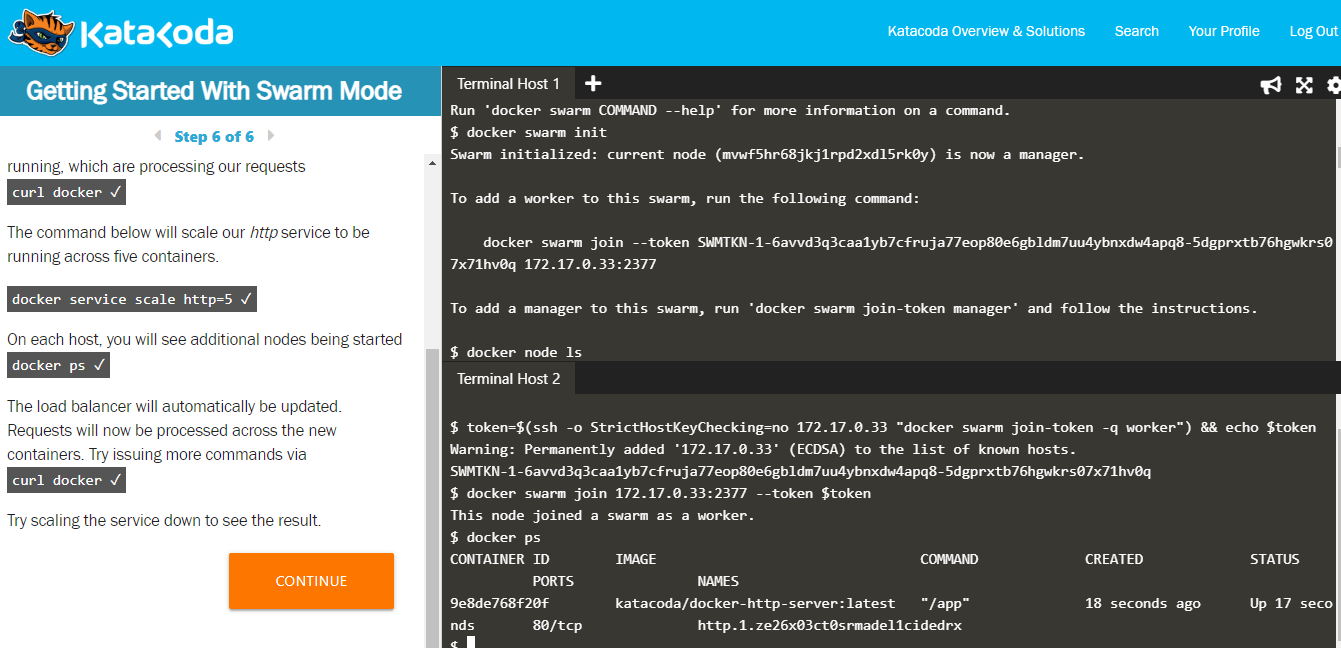 Katacoda
Katacoda Overview & Solutions
Search
Your Profile
Log Out
Getting Started With Swarm Mode
Step 6 of 6
running, which are processing our requests
curl docker ✓
The command below will scale our http service to be
running across five containers.
docker service scale http=5 ✓
On each host, you will see additional nodes being started
docker ps ✓
The load balancer will automatically be updated.
Requests will now be processed across the new
containers. Try issuing more commands via
curl docker ✓
Try scaling the service down to see the result.
CONTINUE
Terminal Host 1
Run 'docker swarm COMMAND --help' for more information on a command.
$ docker swarm init
Swarm initialized: current node (mvwf5hr68jkj1rpd2xdl5rk0y) is now a manager.
To add a worker to this swarm, run the following command:
docker swarm join --token SWMTKN-1-6avvd3q3caa1yb7cfruja77eop80e6gbldm7uu4ybnxdw4apq8-5dgprxtb76hgwkrs0
7x71hv0q 172.17.0.33:2377
To add a manager to this swarm, run 'docker swarm join-token manager' and follow the instructions.
$ docker node ls
Terminal Host 2
$ token=$(ssh -o StrictHostKeyChecking=no 172.17.0.33 "docker swarm join-token -q worker") && echo $token
Warning: Permanently added '172.17.0.33' (ECDSA) to the list of known hosts.
SWMTKN-1-6avvd3q3caa1yb7cfruja77eop80e6gbldm7uu4ybnxdw4apq8-5dgprxtb76hgwkrs07x71hv0q
$ docker swarm join 172.17.0.33:2377 --token $token
This node joined a swarm as a worker.
$ docker ps
CONTAINER ID IMAGE COMMAND CREATED STATUS
PORTS NAMES
9e8de768f20f katacoda/docker-http-server:latest "/app" 18 seconds ago Up 17 seco
nds 80/tcp http.1.ze26x03ct0srmadel1cidedrx
$